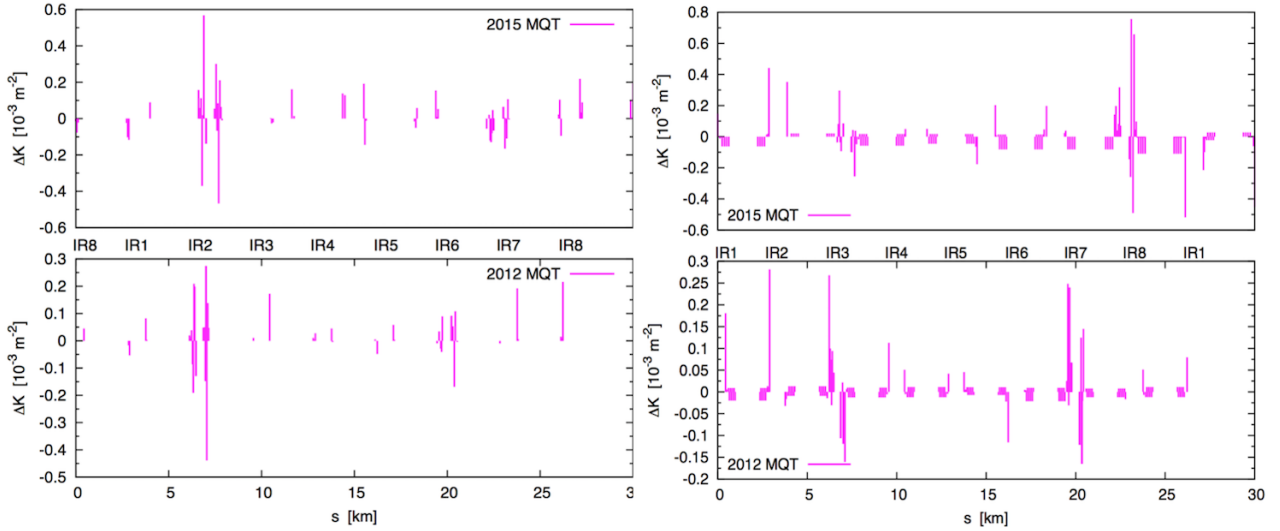 2015 MQT
ΔK [10⁻³ m⁻²]
0.6
0.4
0.2
0
-0.2
-0.4
-0.6
IR8 IR1 IR2 IR3 IR4 IR5 IR6 IR7 IR8
2012 MQT
ΔK [10⁻³ m⁻²]
0.3
0.2
0.1
0
-0.1
-0.2
-0.3
-0.4
-0.5
0 5 10 15 20 25 3
s [km]
ΔK [10⁻³ m⁻²]
0.8
0.6
0.4
0.2
0
-0.2
-0.4
-0.6
2015 MQT
IR1 IR2 IR3 IR4 IR5 IR6 IR7 IR8 IR1
ΔK [10⁻³ m⁻²]
0.3
0.25
0.2
0.15
0.1
0.05
0
-0.05
-0.1
-0.15
-0.2
2012 MQT
0 5 10 15 20 25 30
s [km]